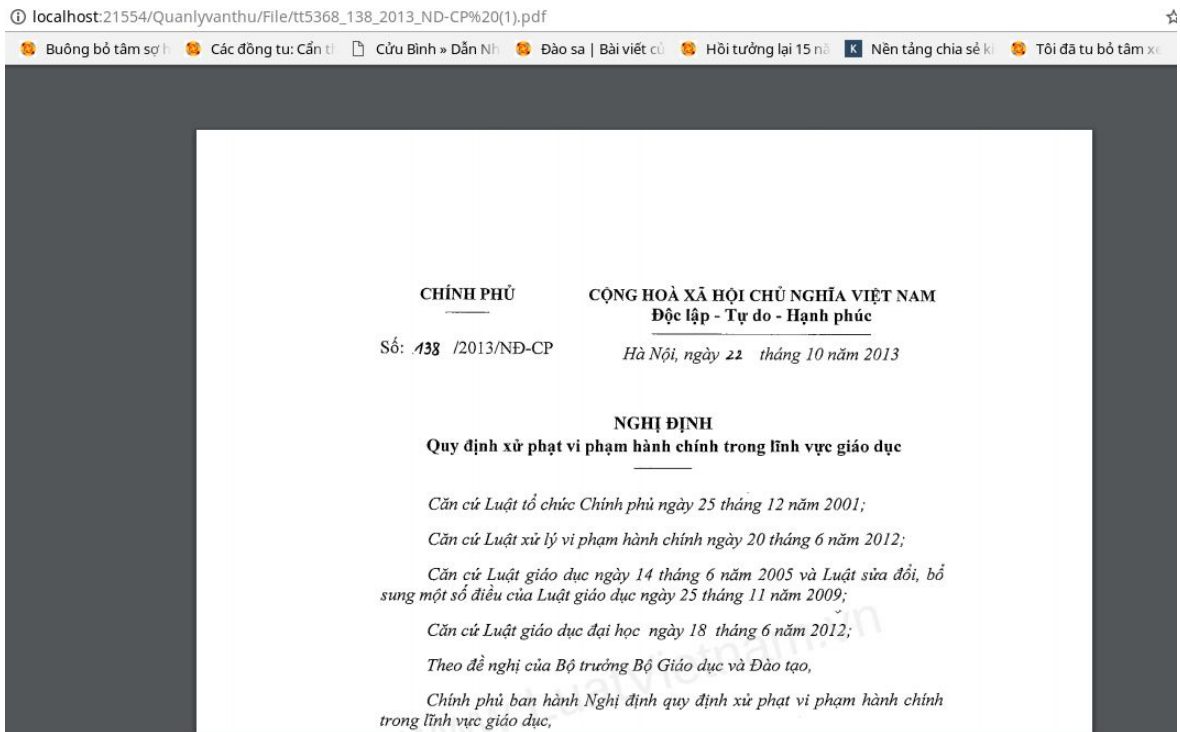 localhost:21554/Quanlyvanthu/File/tt5368_138_2013_ND-CP%20(1).pdf
Buông bỏ tâm sợ h Các đồng tu: Cẩn th Cửu Bình » Dẫn Nh Đào sa | Bài viết củ Hồi tưởng lại 15 nă K Nền tảng chia sẻ ki Tôi đã tu bỏ tâm xe
CHÍNH PHỦ CỘNG HOÀ XÃ HỘI CHỦ NGHĨA VIỆT NAM
Độc lập - Tự do - Hạnh phúc
Số: 138 /2013/NĐ-CP Hà Nội, ngày 22 tháng 10 năm 2013
NGHỊ ĐỊNH
Quy định xử phạt vi phạm hành chính trong lĩnh vực giáo dục
Căn cứ Luật tổ chức Chính phủ ngày 25 tháng 12 năm 2001;
Căn cứ Luật xử lý vi phạm hành chính ngày 20 tháng 6 năm 2012;
Căn cứ Luật giáo dục ngày 14 tháng 6 năm 2005 và Luật sửa đổi, bổ
sung một số điều của Luật giáo dục ngày 25 tháng 11 năm 2009;
Căn cứ Luật giáo dục đại học ngày 18 tháng 6 năm 2012;
Theo đề nghị của Bộ trưởng Bộ Giáo dục và Đào tạo,
Chính phủ ban hành Nghị định quy định xử phạt vi phạm hành chính
trong lĩnh vực giáo dục,